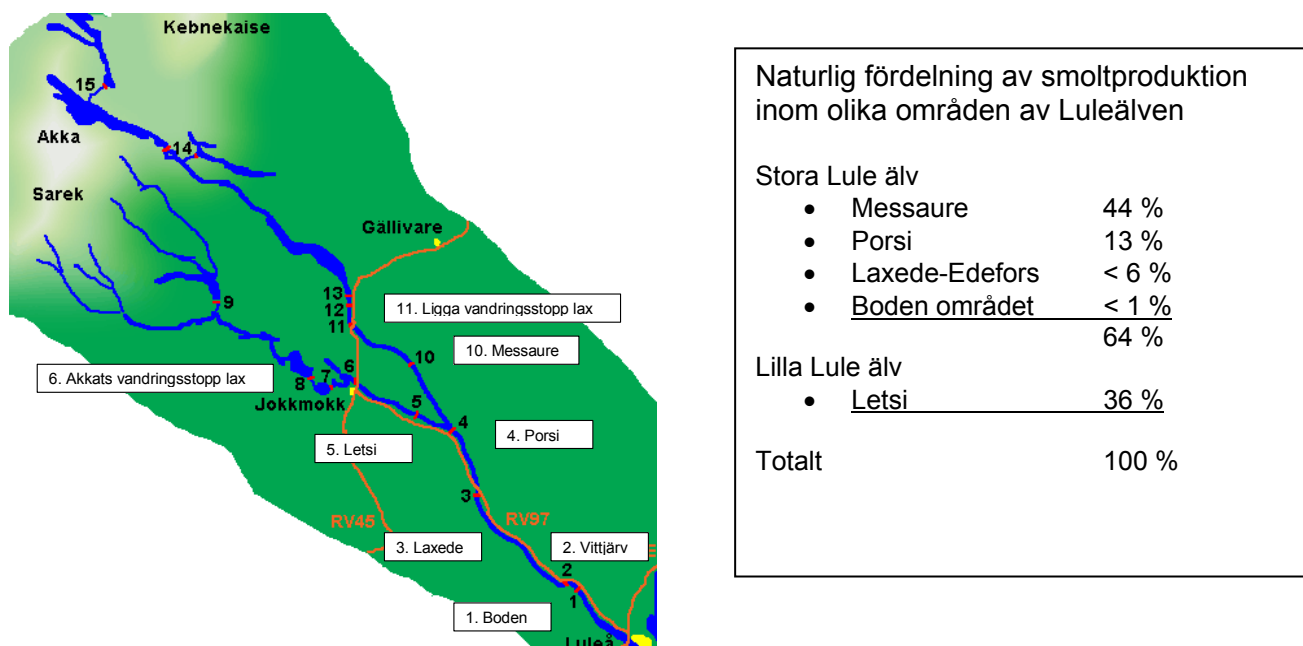 Kebnekaise
15
Akka
14
Sarek
Gällivare
9
13
12
11
11. Ligga vandringsstopp lax
10
10. Messaure
6
8
7
6. Akkats vandringsstopp lax
Jokkmokk
5
4
4. Porsi
5. Letsi
3
RV45
RV97
3. Laxede
2. Vittjärv
2
1
1. Boden
Luleå
Naturlig fördelning av smoltproduktion
inom olika områden av Luleälven
Stora Lule älv
• Messaure 44 %
• Porsi 13 %
• Laxede-Edefors < 6 %
• Boden området < 1 %
64 %
Lilla Lule älv
• Letsi 36 %
Totalt 100 %